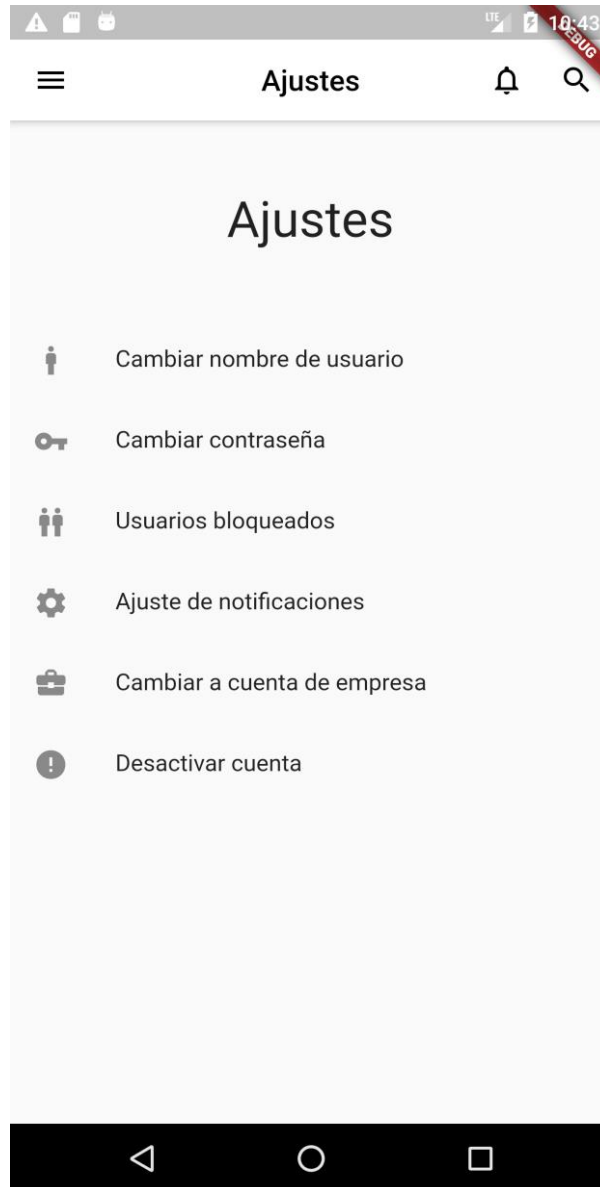 LTE 10:43
DEBUG
Ajustes
Ajustes
Cambiar nombre de usuario
Cambiar contraseña
Usuarios bloqueados
Ajuste de notificaciones
Cambiar a cuenta de empresa
Desactivar cuenta